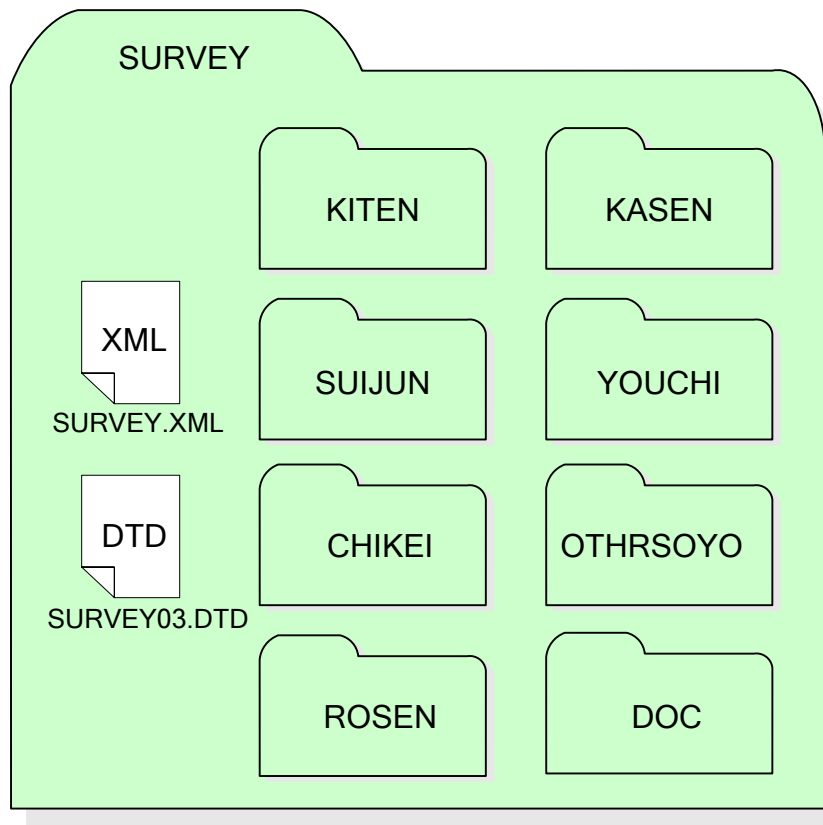 SURVEY
KITEN
KASEN
XML
SURVEY.XML
SUIJUN
YOUCHI
DTD
SURVEY03.DTD
CHIKEI
OTHRSOYO
ROSEN
DOC